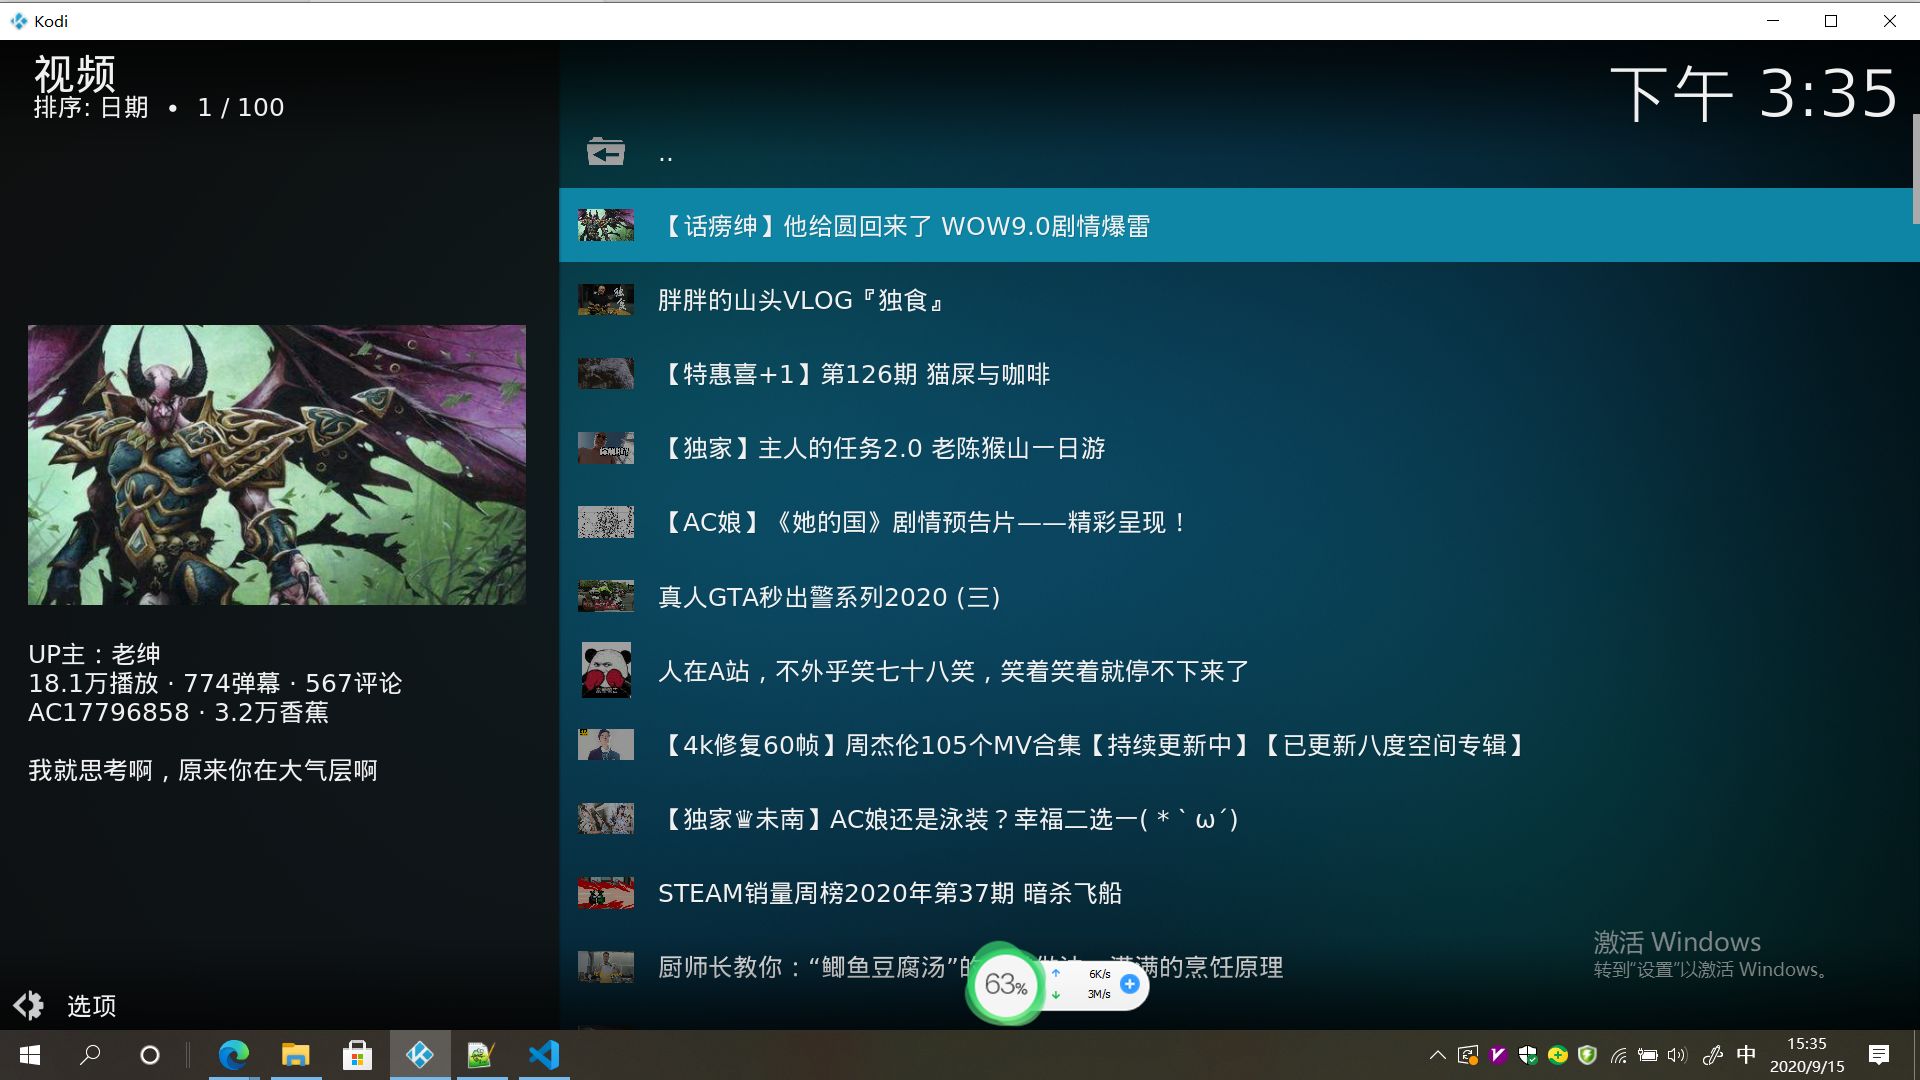 Kodi
视频
排序: 日期 • 1 / 100
下午 3:35
..
【话痨绅】他给圆回来了 WOW9.0剧情爆雷
胖胖的山头VLOG『独食』
【特惠喜+1】第126期 猫屎与咖啡
【独家】主人的任务2.0 老陈猴山一日游
【AC娘】《她的国》剧情预告片——精彩呈现！
真人GTA秒出警系列2020 (三)
人在A站，不外乎笑七十八笑，笑着笑着就停不下来了
【4k修复60帧】周杰伦105个MV合集【持续更新中】【已更新八度空间专辑】
【独家♛未南】AC娘还是泳装？幸福二选一( * ` ω´)
STEAM销量周榜2020年第37期 暗杀飞船
厨师长教你：“鲫鱼豆腐汤”的 满满的烹饪原理
UP主：老绅
18.1万播放 · 774弹幕 · 567评论
AC17796858 · 3.2万香蕉
我就思考啊，原来你在大气层啊
选项
63%
6K/s
3M/s
激活 Windows
转到“设置”以激活 Windows。
中
15:35
2020/9/15